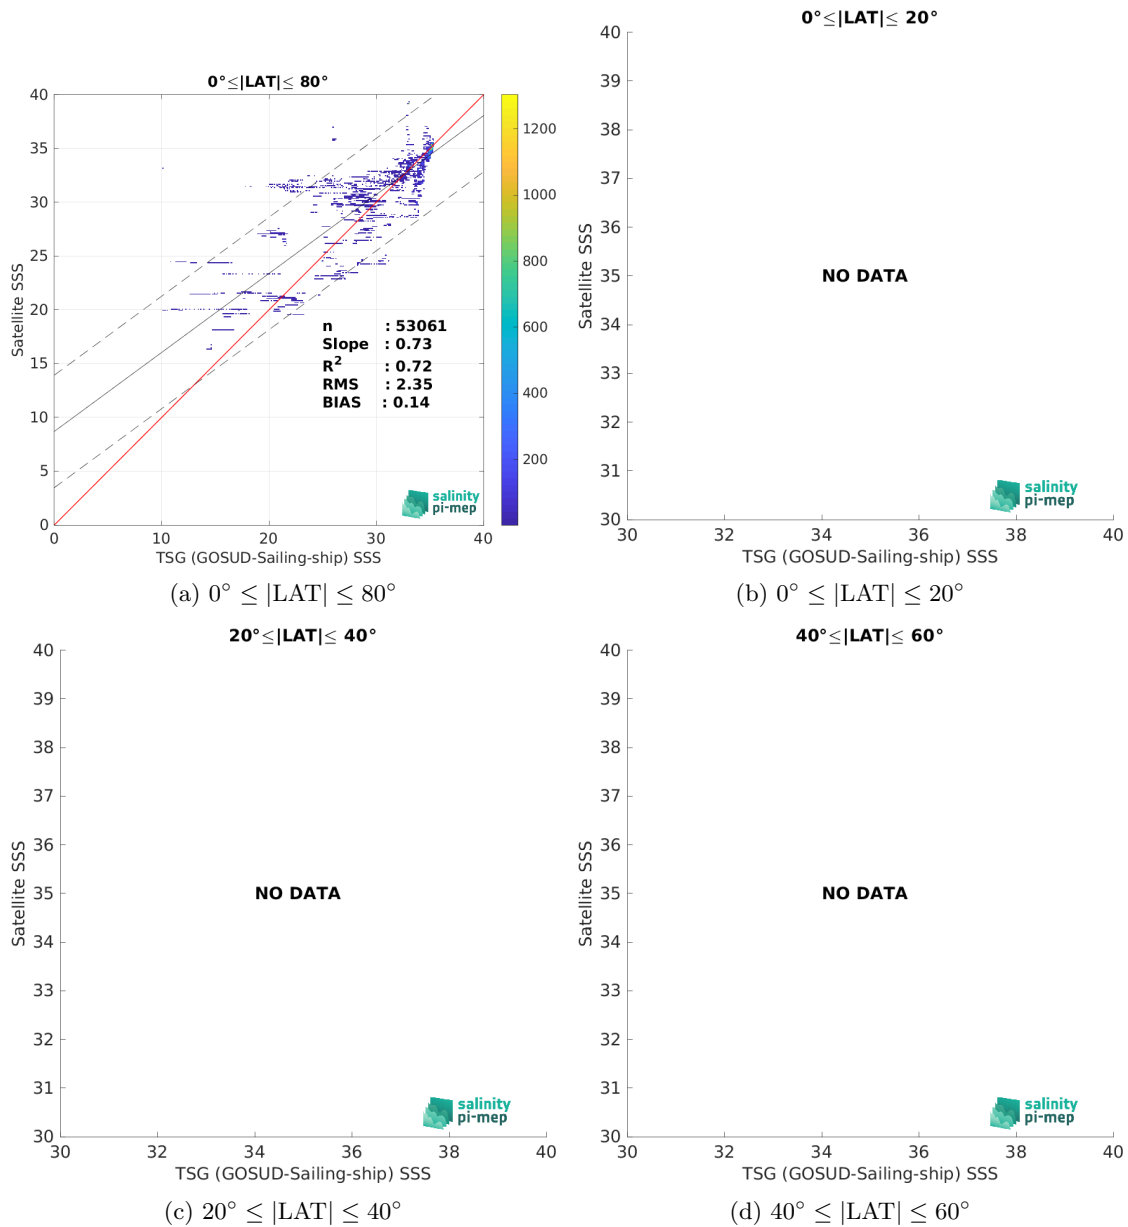 0°≤|LAT|≤ 80°
40
35
30
25
20
15
10
5
0
0
10
20
30
40
Satellite SSS
TSG (GOSUD-Sailing-ship) SSS
n : 53061
Slope : 0.73
R² : 0.72
RMS : 2.35
BIAS : 0.14
1200
1000
800
600
400
200
salinity
pi-mep
(a) 0° ≤ |LAT| ≤ 80°
0°≤|LAT|≤ 20°
40
39
38
37
36
35
34
33
32
31
30
30
32
34
36
38
40
Satellite SSS
NO DATA
salinity
pi-mep
TSG (GOSUD-Sailing-ship) SSS
(b) 0° ≤ |LAT| ≤ 20°
20°≤|LAT|≤ 40°
40
39
38
37
36
35
34
33
32
31
30
30
32
34
36
38
40
Satellite SSS
NO DATA
salinity
pi-mep
TSG (GOSUD-Sailing-ship) SSS
(c) 20° ≤ |LAT| ≤ 40°
40°≤|LAT|≤ 60°
40
39
38
37
36
35
34
33
32
31
30
30
32
34
36
38
40
Satellite SSS
NO DATA
salinity
pi-mep
TSG (GOSUD-Sailing-ship) SSS
(d) 40° ≤ |LAT| ≤ 60°